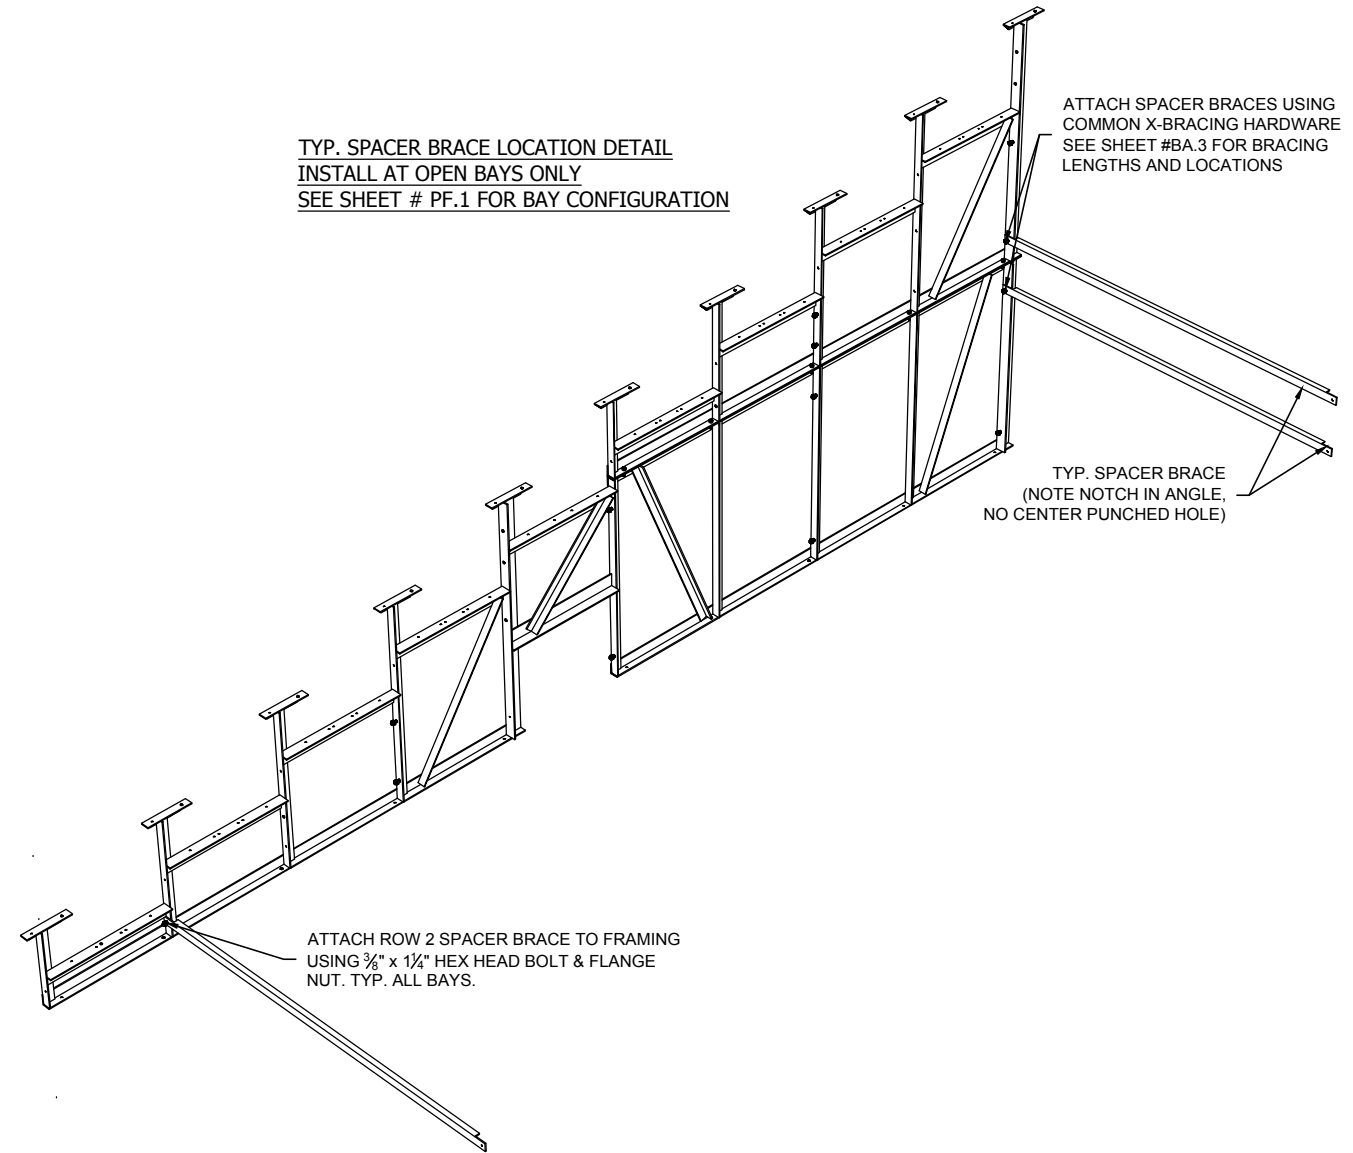 TYP. SPACER BRACE LOCATION DETAIL
INSTALL AT OPEN BAYS ONLY
SEE SHEET # PF.1 FOR BAY CONFIGURATION
ATTACH SPACER BRACES USING
COMMON X-BRACING HARDWARE
SEE SHEET #BA.3 FOR BRACING
LENGTHS AND LOCATIONS
TYP. SPACER BRACE
(NOTE NOTCH IN ANGLE,
NO CENTER PUNCHED HOLE)
ATTACH ROW 2 SPACER BRACE TO FRAMING
USING ⅜" x 1¼" HEX HEAD BOLT & FLANGE
NUT. TYP. ALL BAYS.